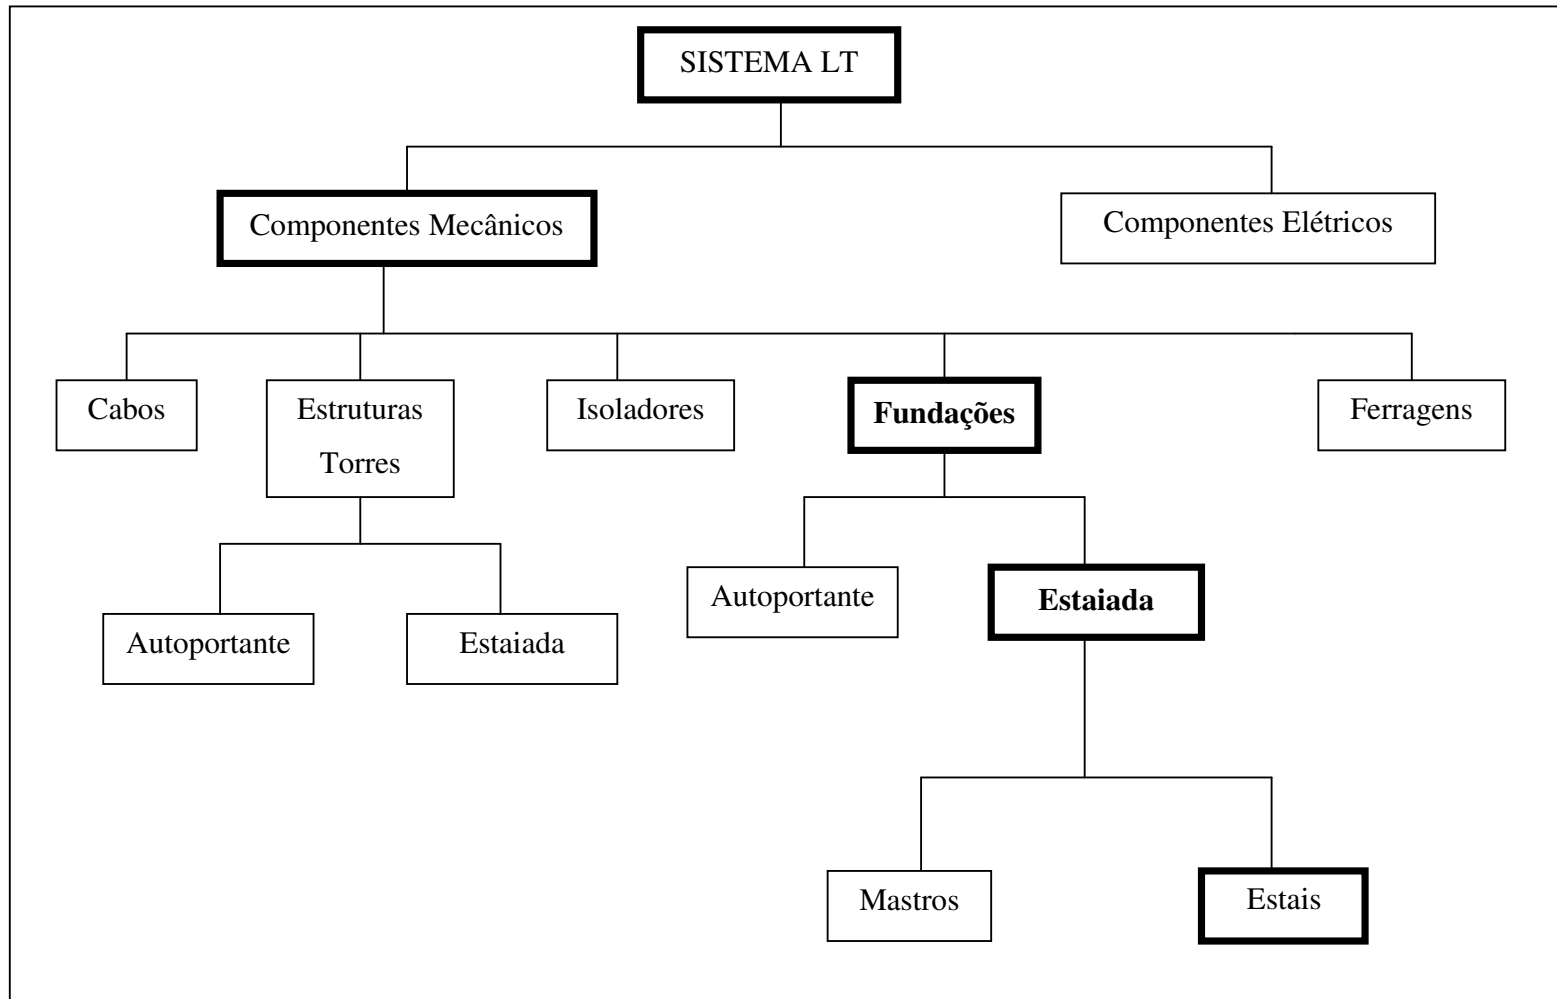 SISTEMA LT
Componentes Mecânicos
Componentes Elétricos
Cabos
Estruturas
Torres
Isoladores
Fundações
Ferragens
Autoportante
Estaiada
Autoportante
Estaiada
Mastros
Estais